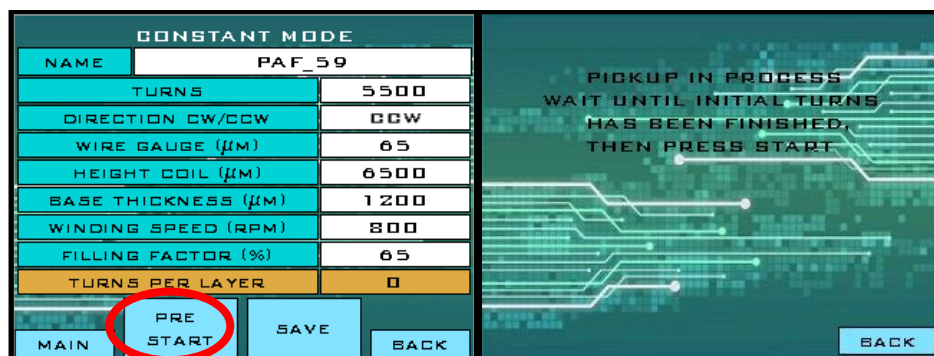 CONSTANT MODE
NAME PAF_59
TURNS 5500
DIRECTION CW/CCW CCW
WIRE GAUGE (µM) 65
HEIGHT COIL (µM) 6500
BASE THICKNESS (µM) 1200
WINDING SPEED (RPM) 800
FILLING FACTOR (%) 65
TURNS PER LAYER 0
MAIN
PRE
START
SAVE
BACK
PICKUP IN PROCESS
WAIT UNTIL INITIAL TURNS
HAS BEEN FINISHED,
THEN PRESS START
BACK